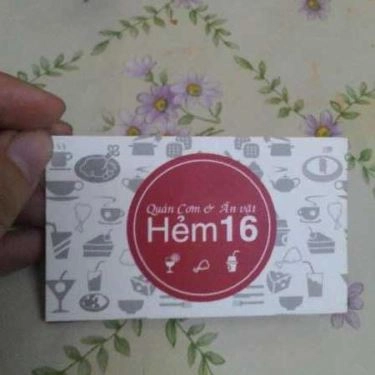 Quán Cơm & Ăn vặt
Hẻm16